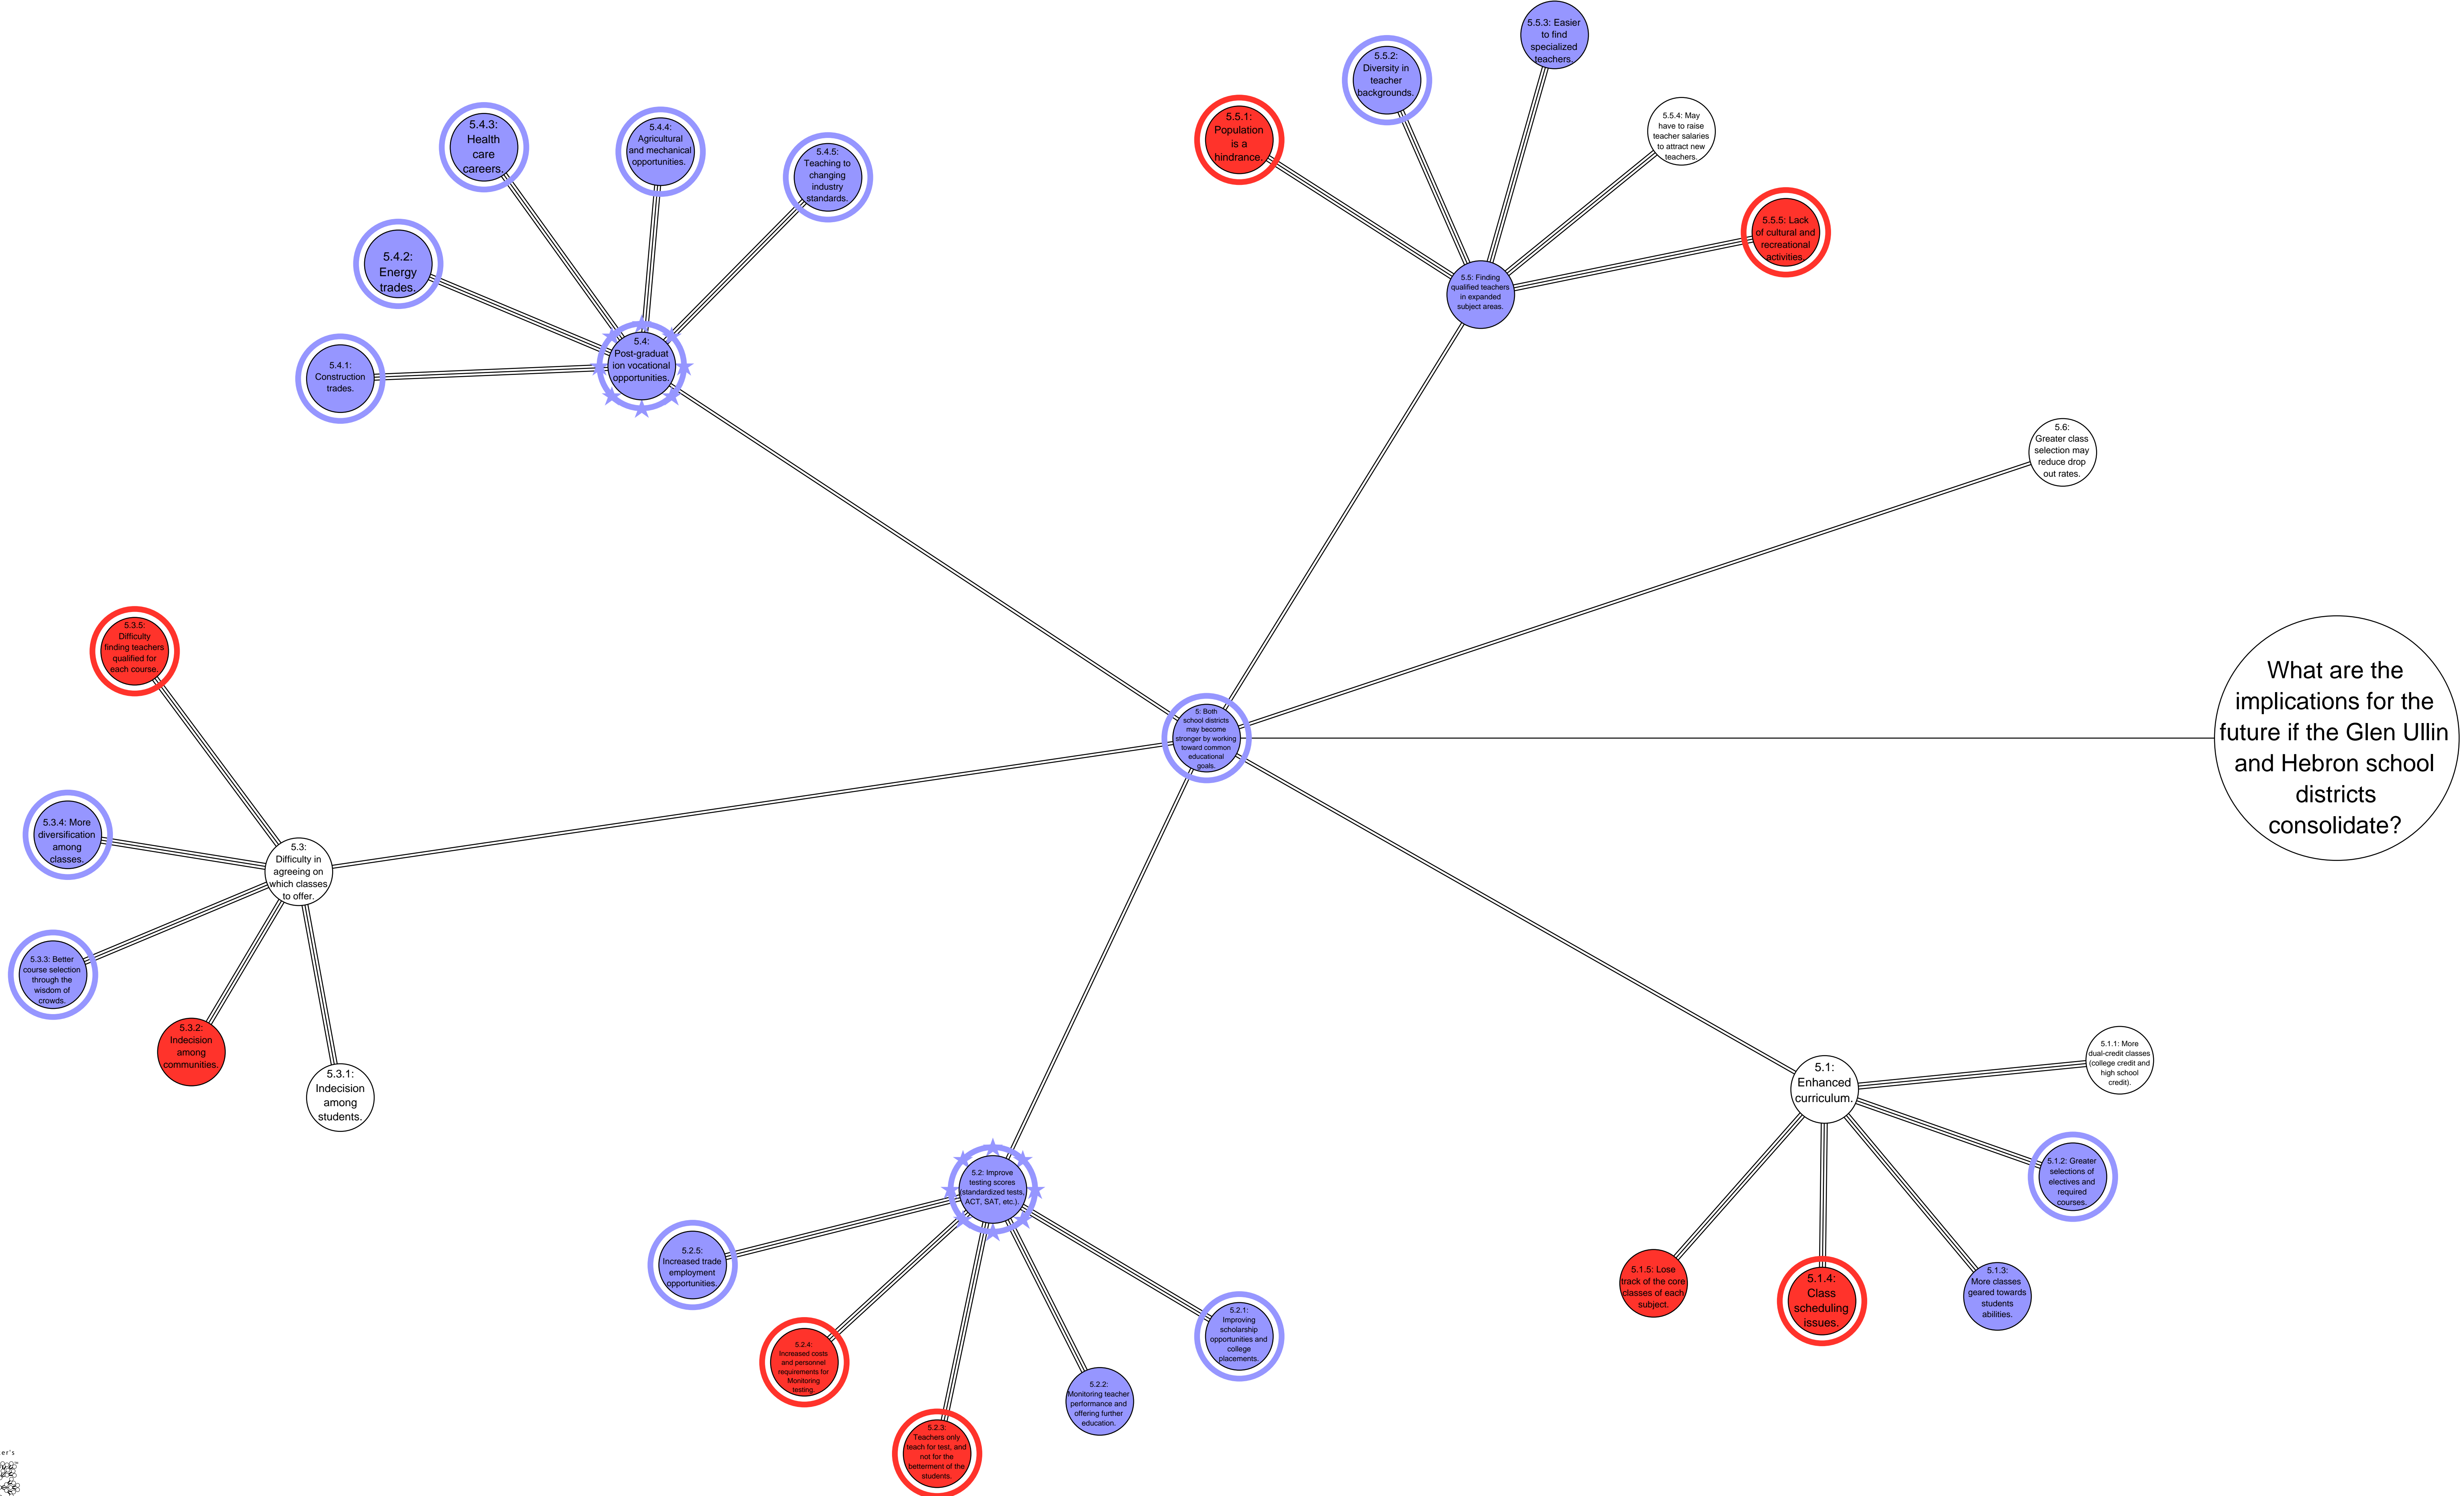 5.5.3: Easier
to find
specialized
teachers.
5.5.2:
Diversity in
teacher
backgrounds.
5.5.1:
Population
is a
hindrance.
5.5.4: May
have to raise
teacher salaries
to attract new
teachers.
5.5.5: Lack
of cultural and
recreational
activities.
5.5: Finding
qualified teachers
in expanded
subject areas.
5.4.3:
Health
care
careers.
5.4.4:
Agricultural
and mechanical
opportunities.
5.4.5:
Teaching to
changing
industry
standards.
5.4.2:
Energy
trades.
5.4.1:
Construction
trades.
5.4:
Post-graduat
ion vocational
opportunities.
5.6:
Greater class
selection may
reduce drop
out rates.
What are the
implications for the
future if the Glen Ullin
and Hebron school
districts
consolidate?
5: Both
school districts
may become
stronger by working
toward common
educational
goals.
5.3.5:
Difficulty
finding teachers
qualified for
each course.
5.3.4: More
diversification
among
classes.
5.3:
Difficulty in
agreeing on
which classes
to offer.
5.3.3: Better
course selection
through the
wisdom of
crowds.
5.3.2:
Indecision
among
communities.
5.3.1:
Indecision
among
students.
5.1:
Enhanced
curriculum.
5.1.1: More
dual-credit classes
(college credit and
high school
credit).
5.1.2: Greater
selections of
electives and
required
courses.
5.1.3:
More classes
geared towards
students
abilities.
5.1.4:
Class
scheduling
issues.
5.1.5: Lose
track of the core
classes of each
subject.
5.2: Improve
testing scores
(standardized tests,
ACT, SAT, etc.).
5.2.5:
Increased trade
employment
opportunities.
5.2.4:
Increased costs
and personnel
requirements for
Monitoring
testing.
5.2.3:
Teachers only
teach for test, and
not for the
betterment of the
students.
5.2.2:
Monitoring teacher
performance and
offering further
education.
5.2.1:
Improving
scholarship
opportunities and
college
placements.
er's